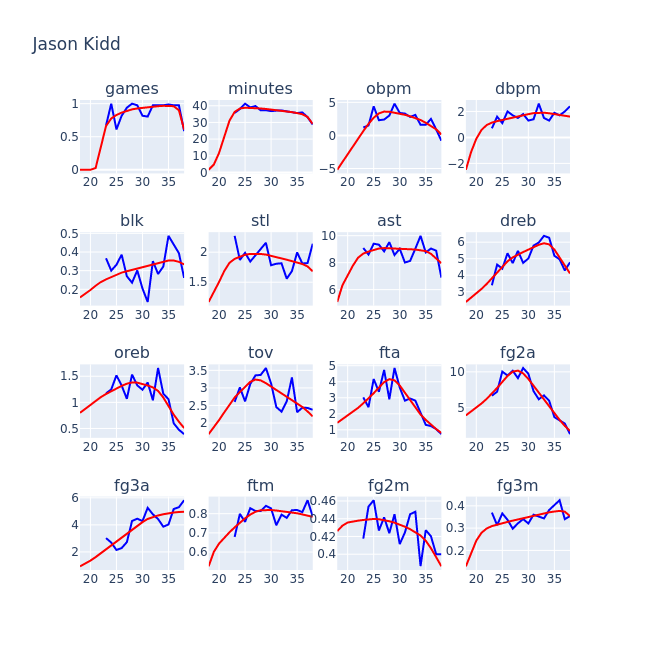 Jason Kidd
games minutes obpm dbpm
1 0.5 0 20 25 30 35
40 30 20 10 0 20 25 30 35
5 0 −5 20 25 30 35
2 0 −2 20 25 30 35
blk stl ast dreb
0.5 0.4 0.3 0.2 20 25 30 35
2 1.5 20 25 30 35
10 8 6 20 25 30 35
6 5 4 3 20 25 30 35
oreb tov fta fg2a
1.5 1 0.5 20 25 30 35
3.5 3 2.5 2 20 25 30 35
5 4 3 2 1 20 25 30 35
10 5 20 25 30 35
fg3a ftm fg2m fg3m
6 4 2 20 25 30 35
0.8 0.7 0.6 20 25 30 35
0.46 0.44 0.42 0.4 20 25 30 35
0.4 0.3 0.2 20 25 30 35